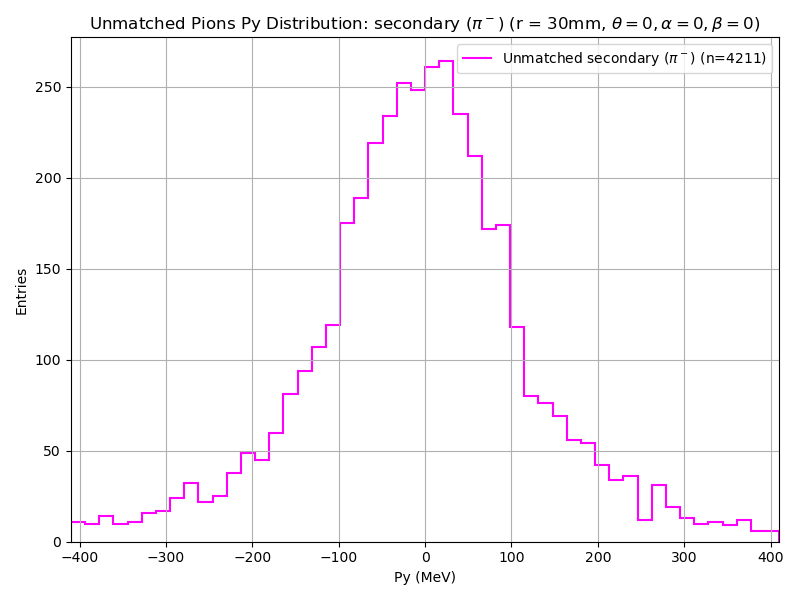 Unmatched Pions Py Distribution: secondary (π⁻) (r = 30mm, θ = 0, α = 0, β = 0)
Unmatched secondary (π⁻) (n=4211)
250
200
150
100
50
0
Entries
−400 −300 −200 −100 0 100 200 300 400
Py (MeV)